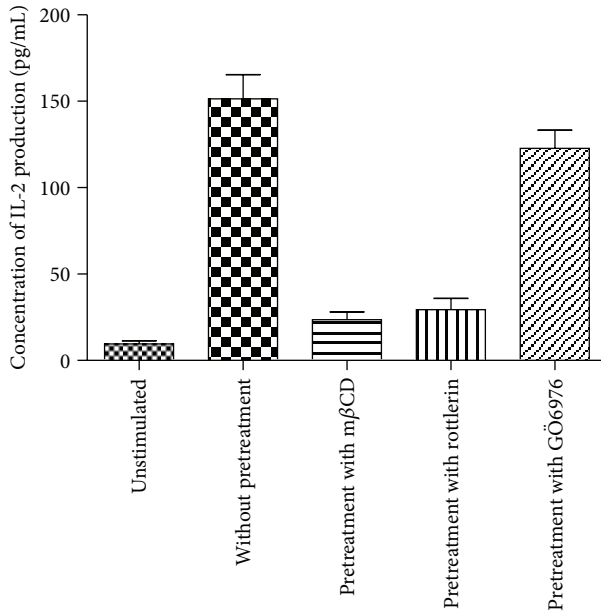 Concentration of IL-2 production (pg/mL)
200
150
100
50
0
Unstimulated
Without pretreatment
Pretreatment with mβCD
Pretreatment with rottlerin
Pretreatment with GÖ6976